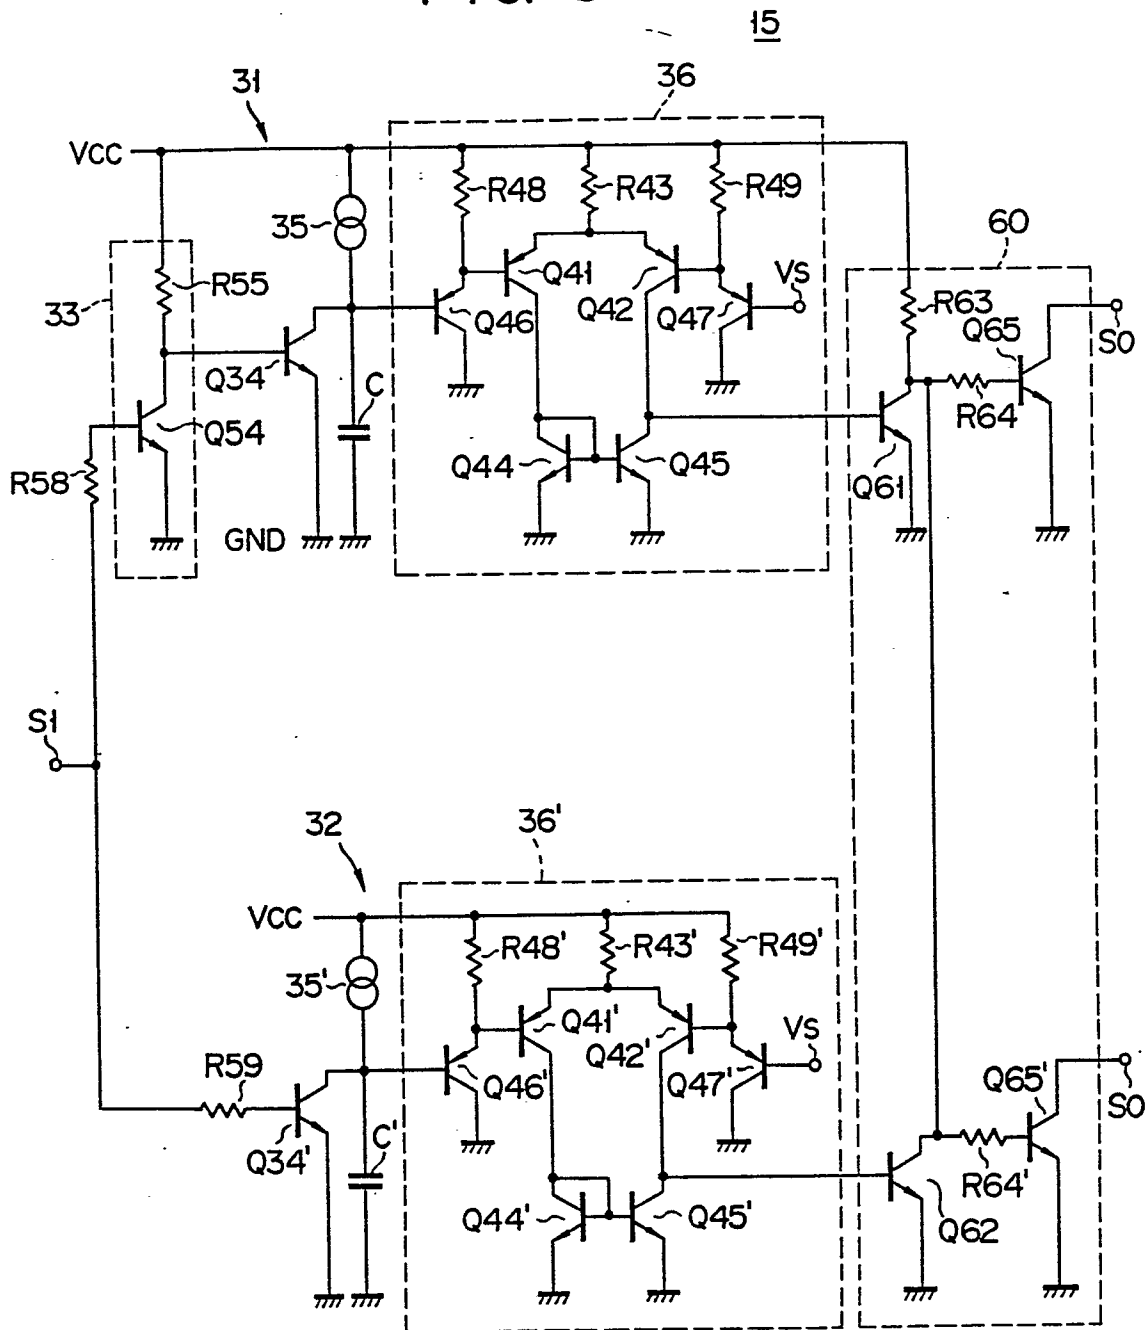 15
31
36
VCC
R48
R43
R49
35
60
R55
Q41
Q42
VS
33
Q46
Q47
R63
Q65
SO
Q34
C
R64
Q54
R58
Q44
Q45
Q61
GND
S1
32
36'
VCC
R48'
R43'
R49'
35'
Q41'
Q42'
VS
R59
Q46'
Q47'
Q65'
SO
Q34'
C'
R64'
Q44'
Q45'
Q62